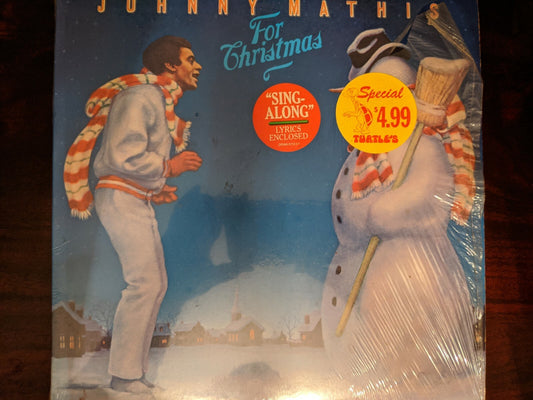 JOHNNY MATHIS
For
Christmas
"SING-
ALONG"
LYRICS
ENCLOSED
Special
$4.99
TURTLE'S